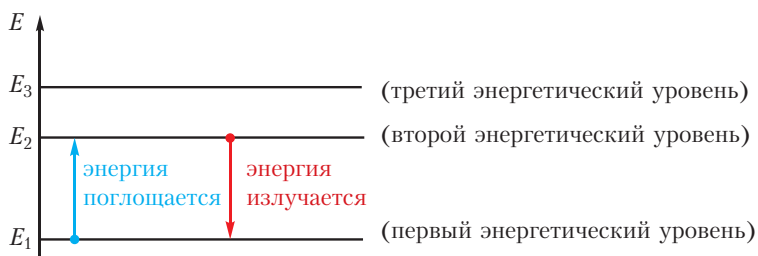 E
E₃
(третий энергетический уровень)
E₂
(второй энергетический уровень)
энергия
поглощается
энергия
излучается
E₁
(первый энергетический уровень)